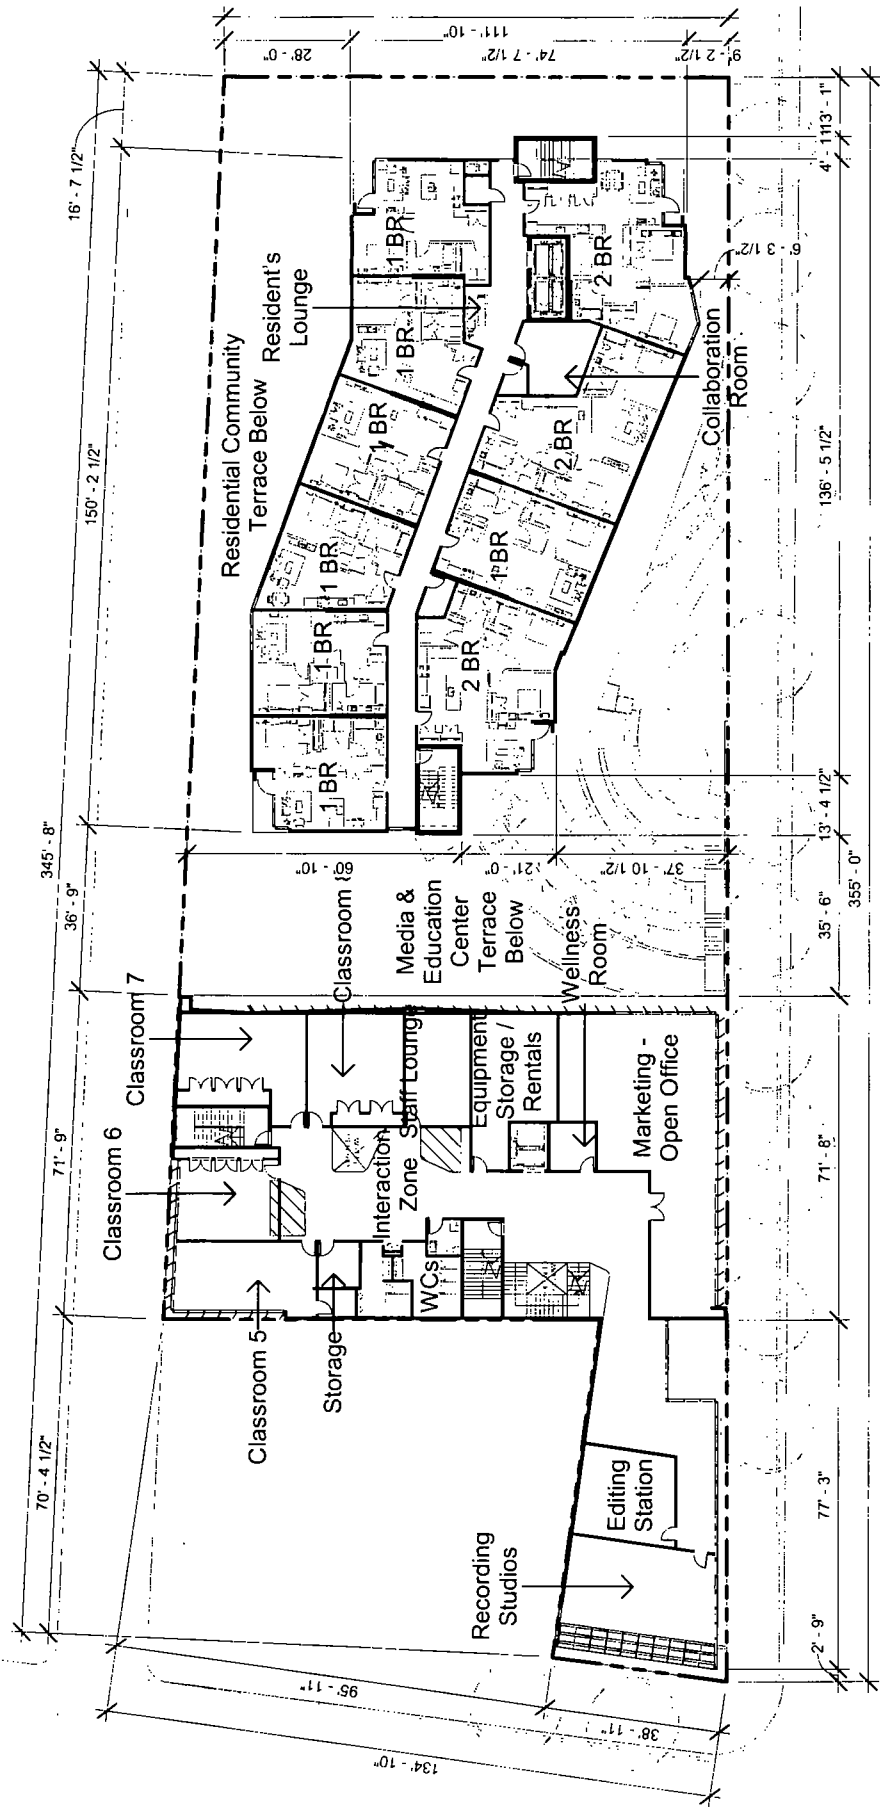 345' - 8"
70' - 4 1/2"
71' - 9"
36' - 9"
150' - 2 1/2"
16' - 7 1/2"
134' - 10"
95' - 11"
38' - 11"
Classroom 5
Classroom 6
Classroom 7
Storage
Classroom
Interaction
Zone
Staff Lounge
WCs
Equipment
Storage /
Rentals
Wellness
Room
Marketing -
Open Office
Recording
Studios
Editing
Station
Media &
Education
Center
Terrace
Below
60' - 10"
21' - 0"
37' - 10 1/2"
Residential Community
Terrace Below
Resident's
Lounge
1 BR
1 BR
1 BR
1 BR
1 BR
1 BR
2 BR
1 BR
2 BR
2 BR
Collaboration
Room
28' - 0"
74' - 7 1/2"
9' - 2 1/2"
111' - 10"
6' - 3 1/2"
2' - 9"
77' - 3"
71' - 8"
35' - 6"
13' - 4 1/2"
136' - 5 1/2"
4' - 11
13' - 1"
355' - 0"